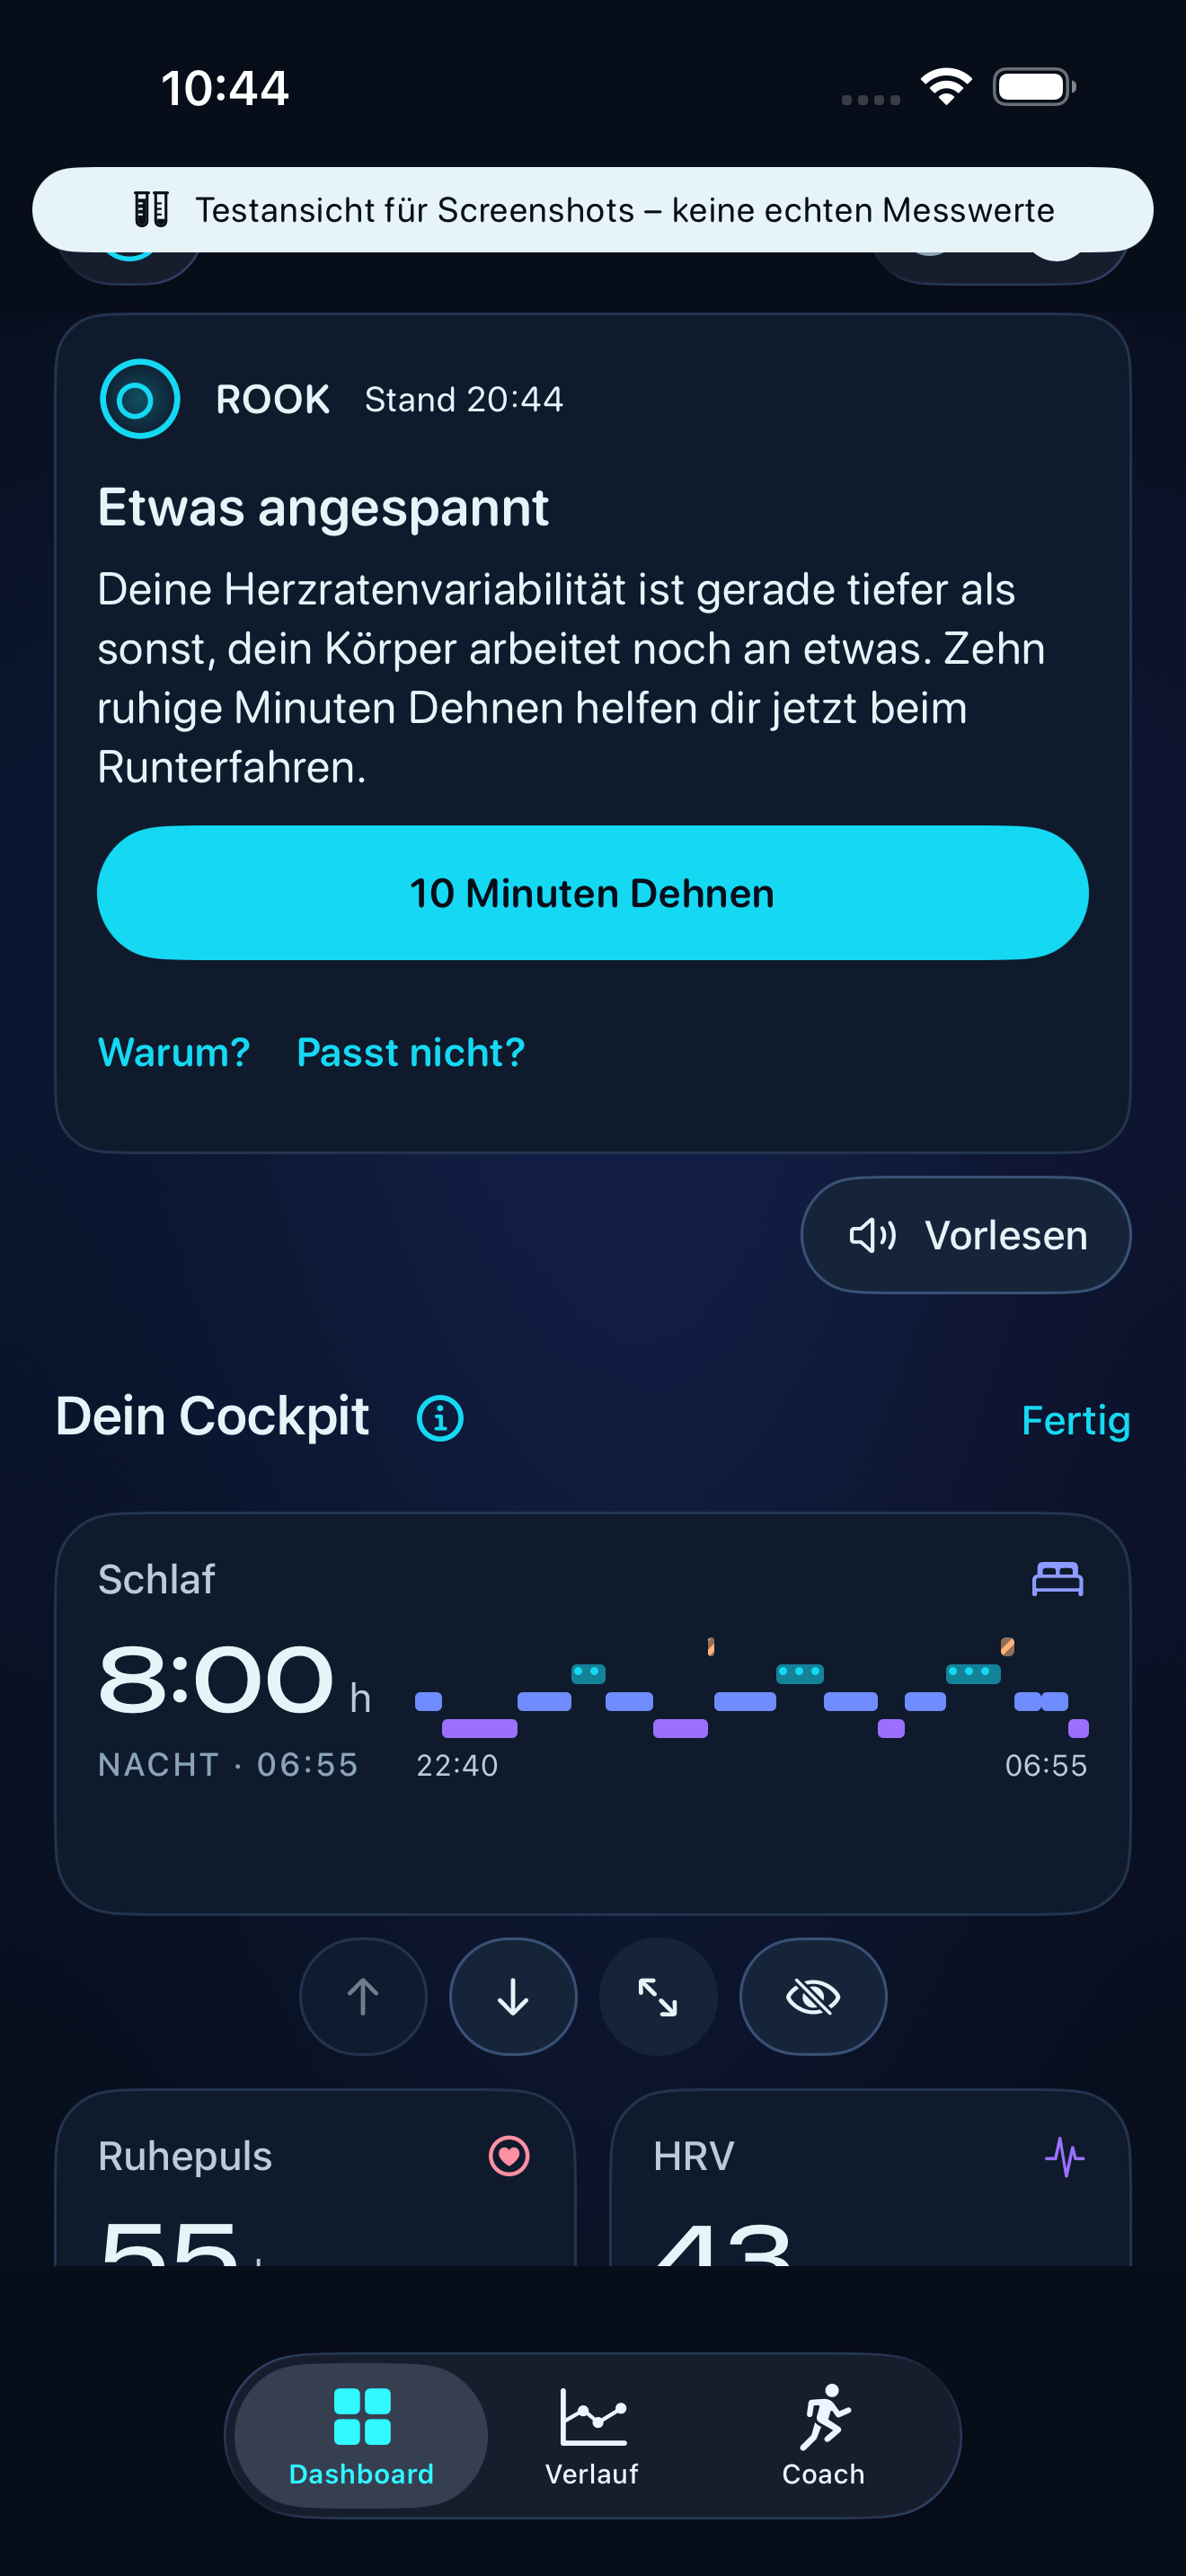 10:44
Testansicht für Screenshots – keine echten Messwerte
ROOK Stand 20:44
Etwas angespannt
Deine Herzratenvariabilität ist gerade tiefer als
sonst, dein Körper arbeitet noch an etwas. Zehn
ruhige Minuten Dehnen helfen dir jetzt beim
Runterfahren.
10 Minuten Dehnen
Warum? Passt nicht?
Vorlesen
Dein Cockpit Fertig
Schlaf
8:00 h
NACHT · 06:55
22:40 06:55
Ruhepuls HRV
55 43
Dashboard Verlauf Coach